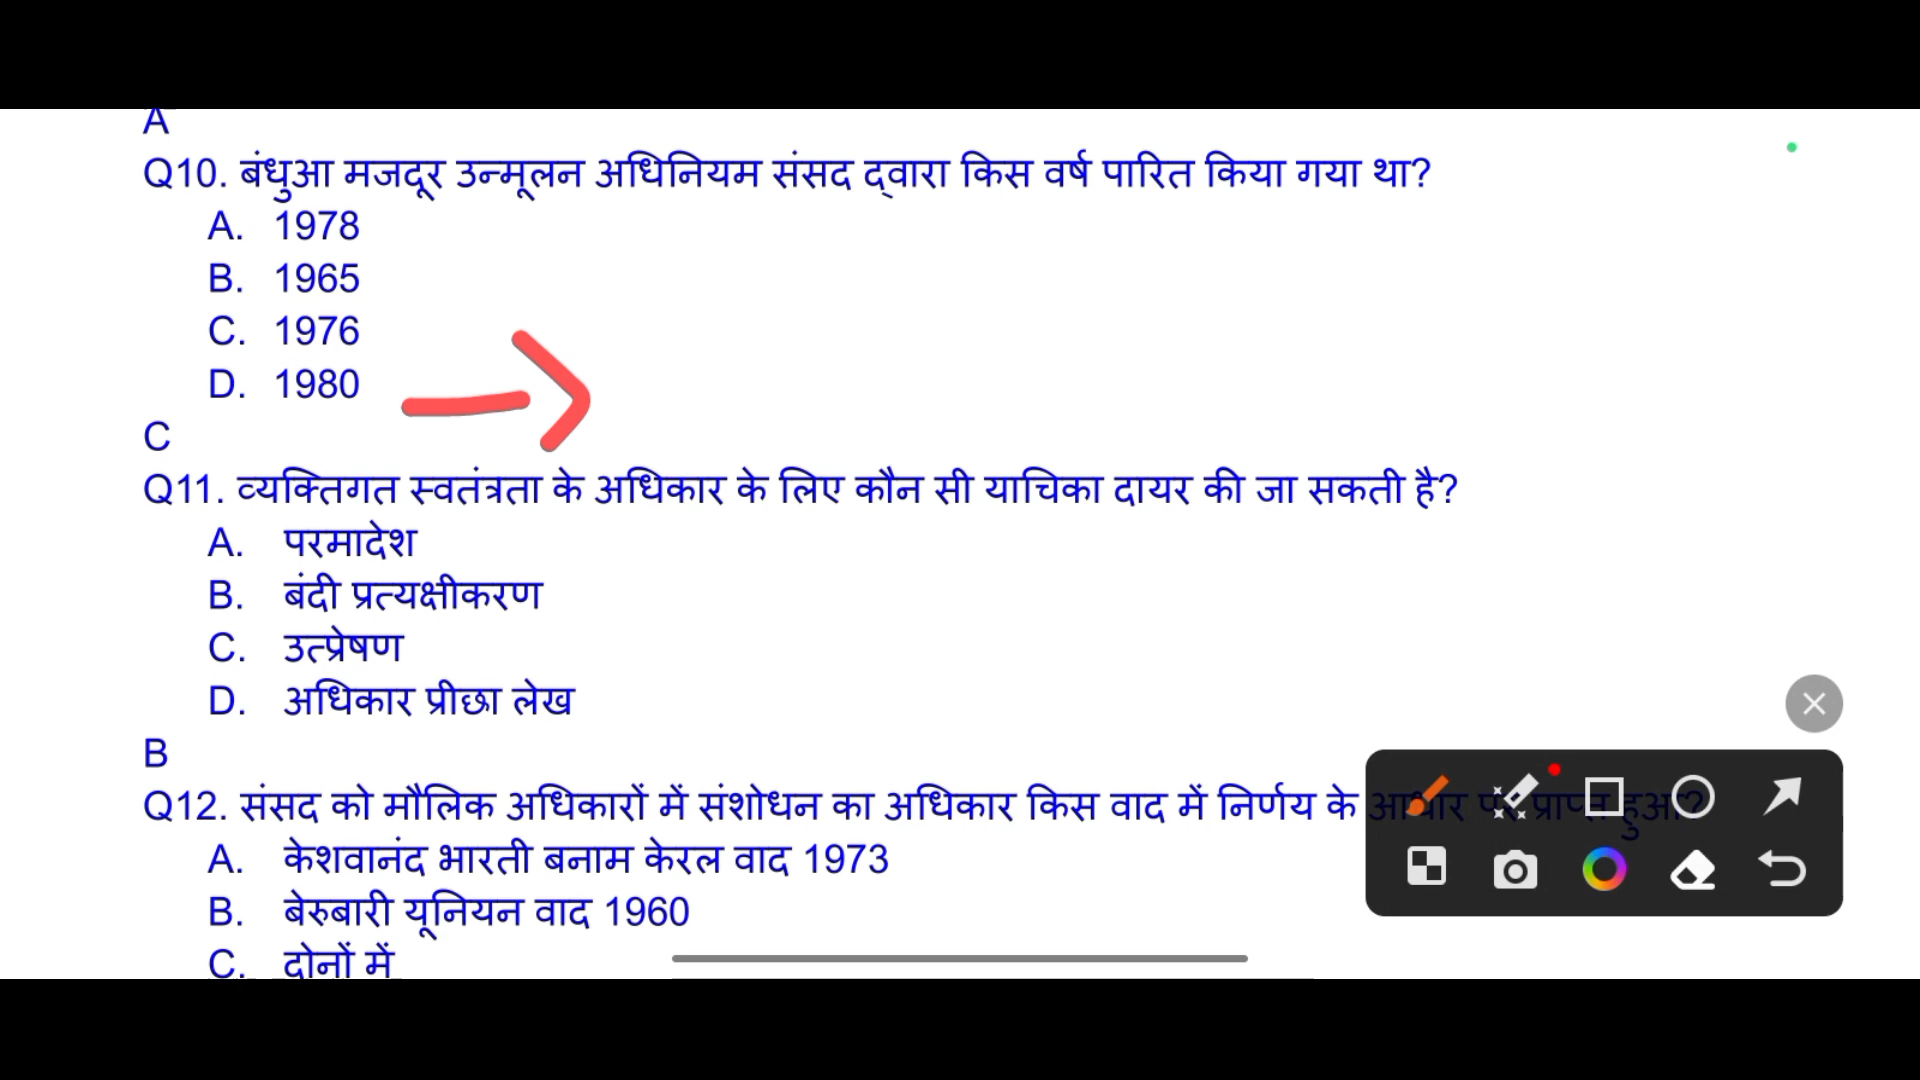 A
Q10. बंधुआ मजदूर उन्मूलन अधिनियम संसद द्वारा किस वर्ष पारित किया गया था?
A. 1978
B. 1965
C. 1976
D. 1980
C
Q11. व्यक्तिगत स्वतंत्रता के अधिकार के लिए कौन सी याचिका दायर की जा सकती है?
A. परमादेश
B. बंदी प्रत्यक्षीकरण
C. उत्प्रेषण
D. अधिकार प्रीछा लेख
B
Q12. संसद को मौलिक अधिकारों में संशोधन का अधिकार किस वाद में निर्णय के आधार पर प्राप्त हुआ?
A. केशवानंद भारती बनाम केरल वाद 1973
B. बेरुबारी यूनियन वाद 1960
C. दोनों में